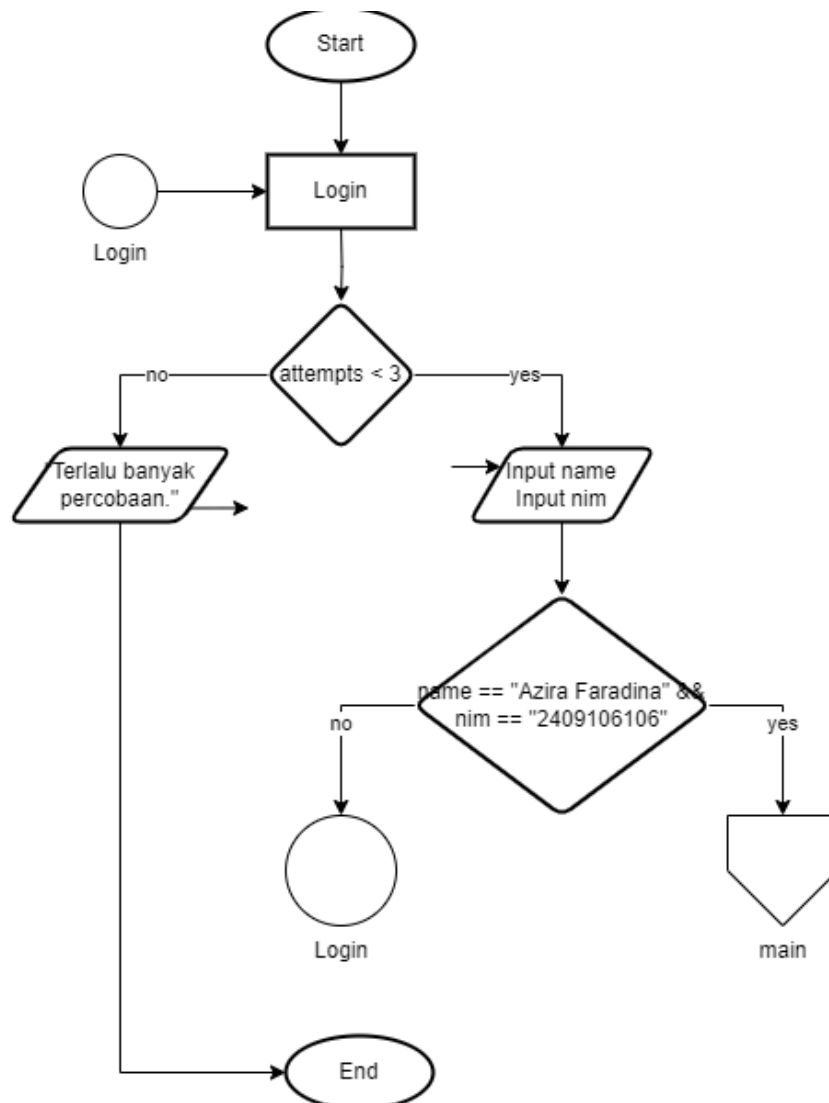 Start
Login
Login
attempts < 3
no
yes
"Terlalu banyak
percobaan."
Input name
Input nim
name == "Azira Faradina" &&
nim == "2409106106"
no
yes
Login
main
End